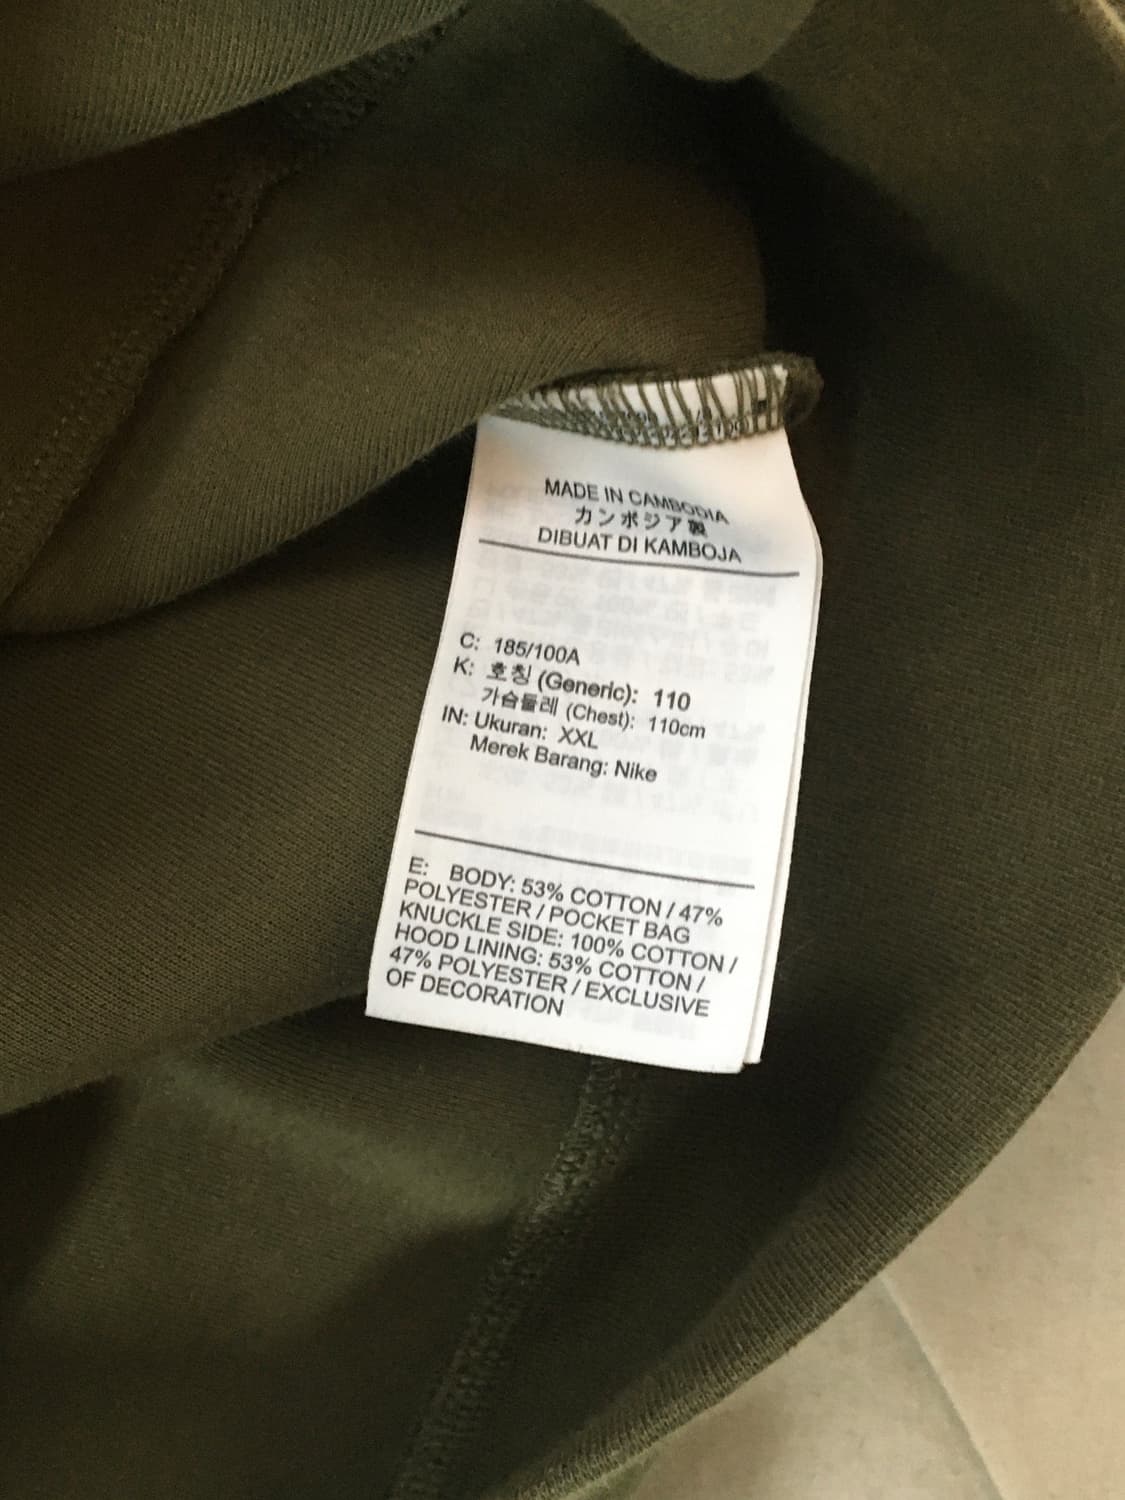 MADE IN CAMBODIA
カンボジア製
DIBUAT DI KAMBOJA
C: 185/100A
K: 호칭 (Generic): 110
가슴둘레 (Chest): 110cm
IN: Ukuran: XXL
Merek Barang: Nike
E: BODY: 53% COTTON / 47%
POLYESTER / POCKET BAG
KNUCKLE SIDE: 100% COTTON /
HOOD LINING: 53% COTTON /
47% POLYESTER / EXCLUSIVE
OF DECORATION